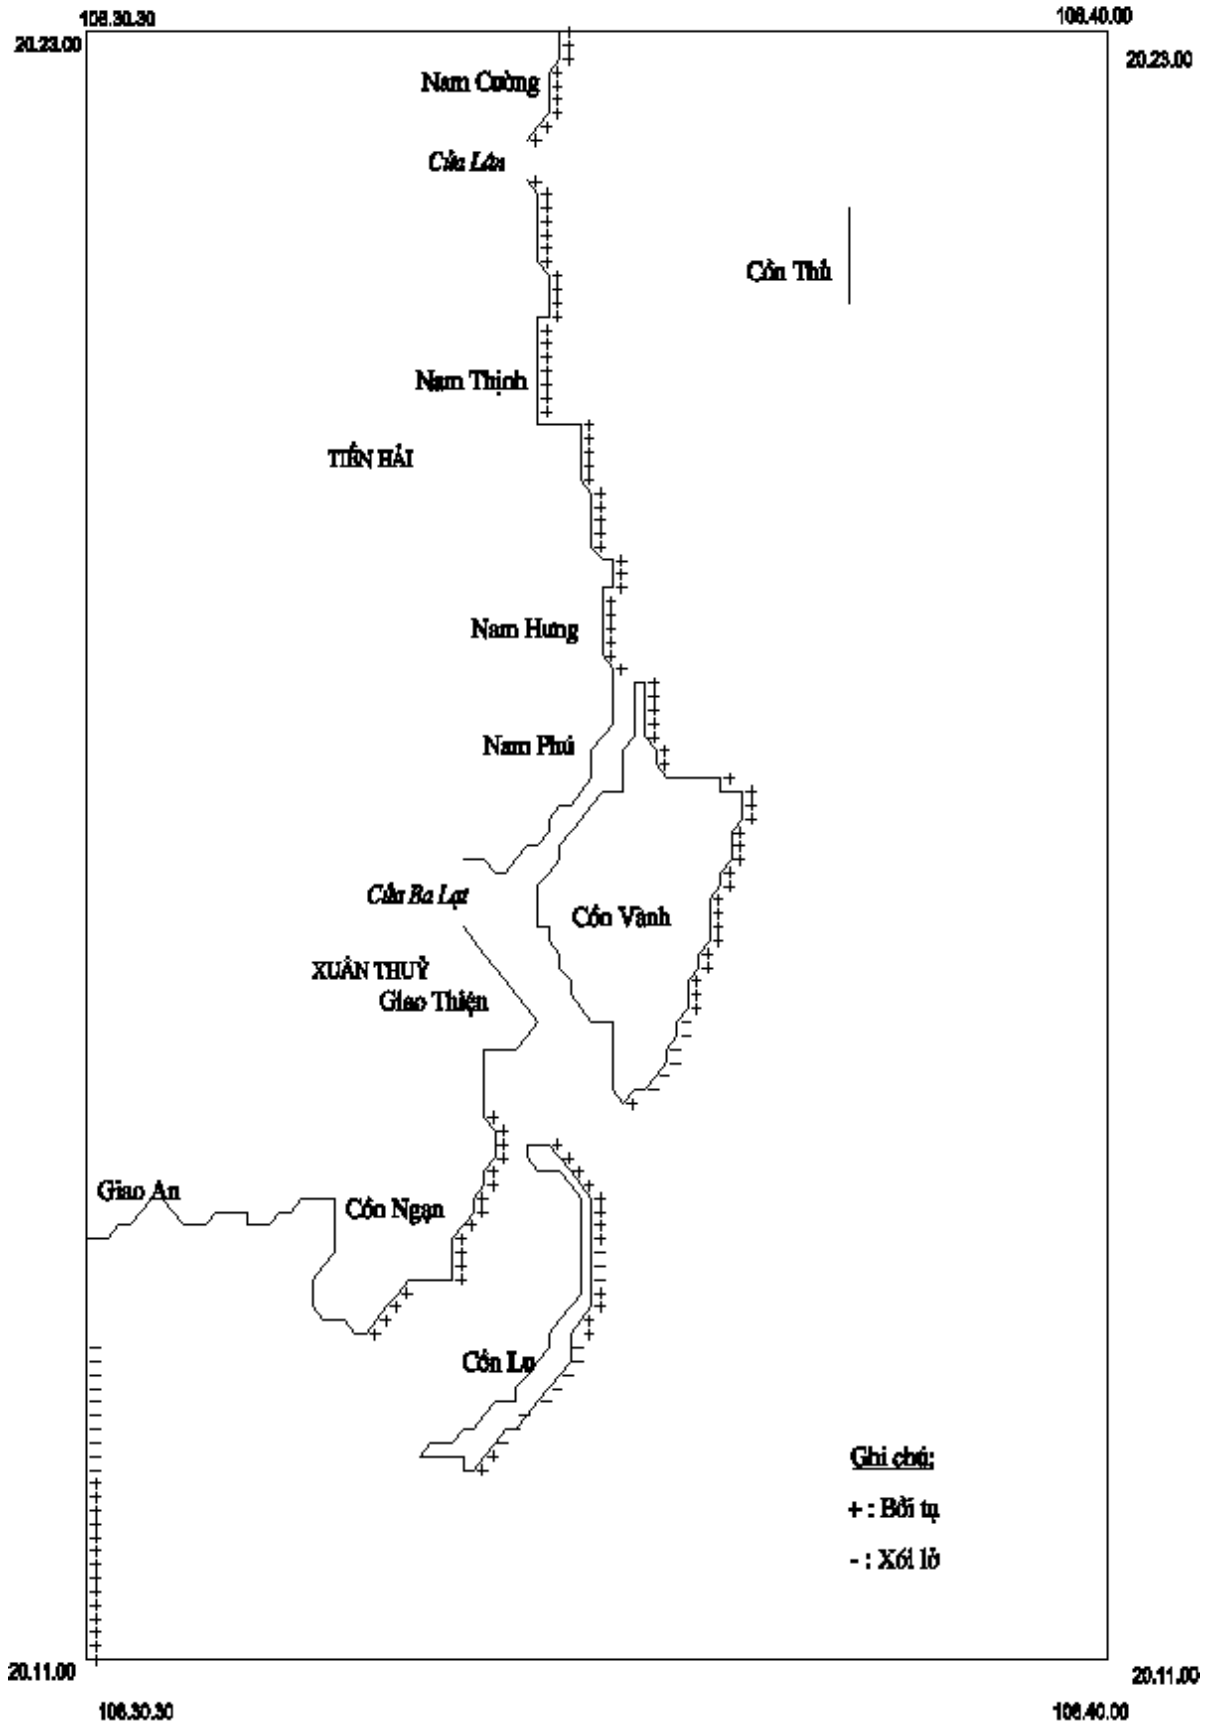 106.30.30
106.40.00
20.23.00
20.23.00
Nam Cường
Cửa Lân
Cồn Thủ
Nam Thịnh
TIỀN HẢI
Nam Hưng
Nam Phú
Cửa Ba Lạt
Cồn Vành
XUÂN THUỶ
Giao Thiện
Giao An
Cồn Ngạn
Cồn Lu
Ghi chú:
+ : Bồi tụ
- : Xói lở
20.11.00
20.11.00
106.30.30
106.40.00